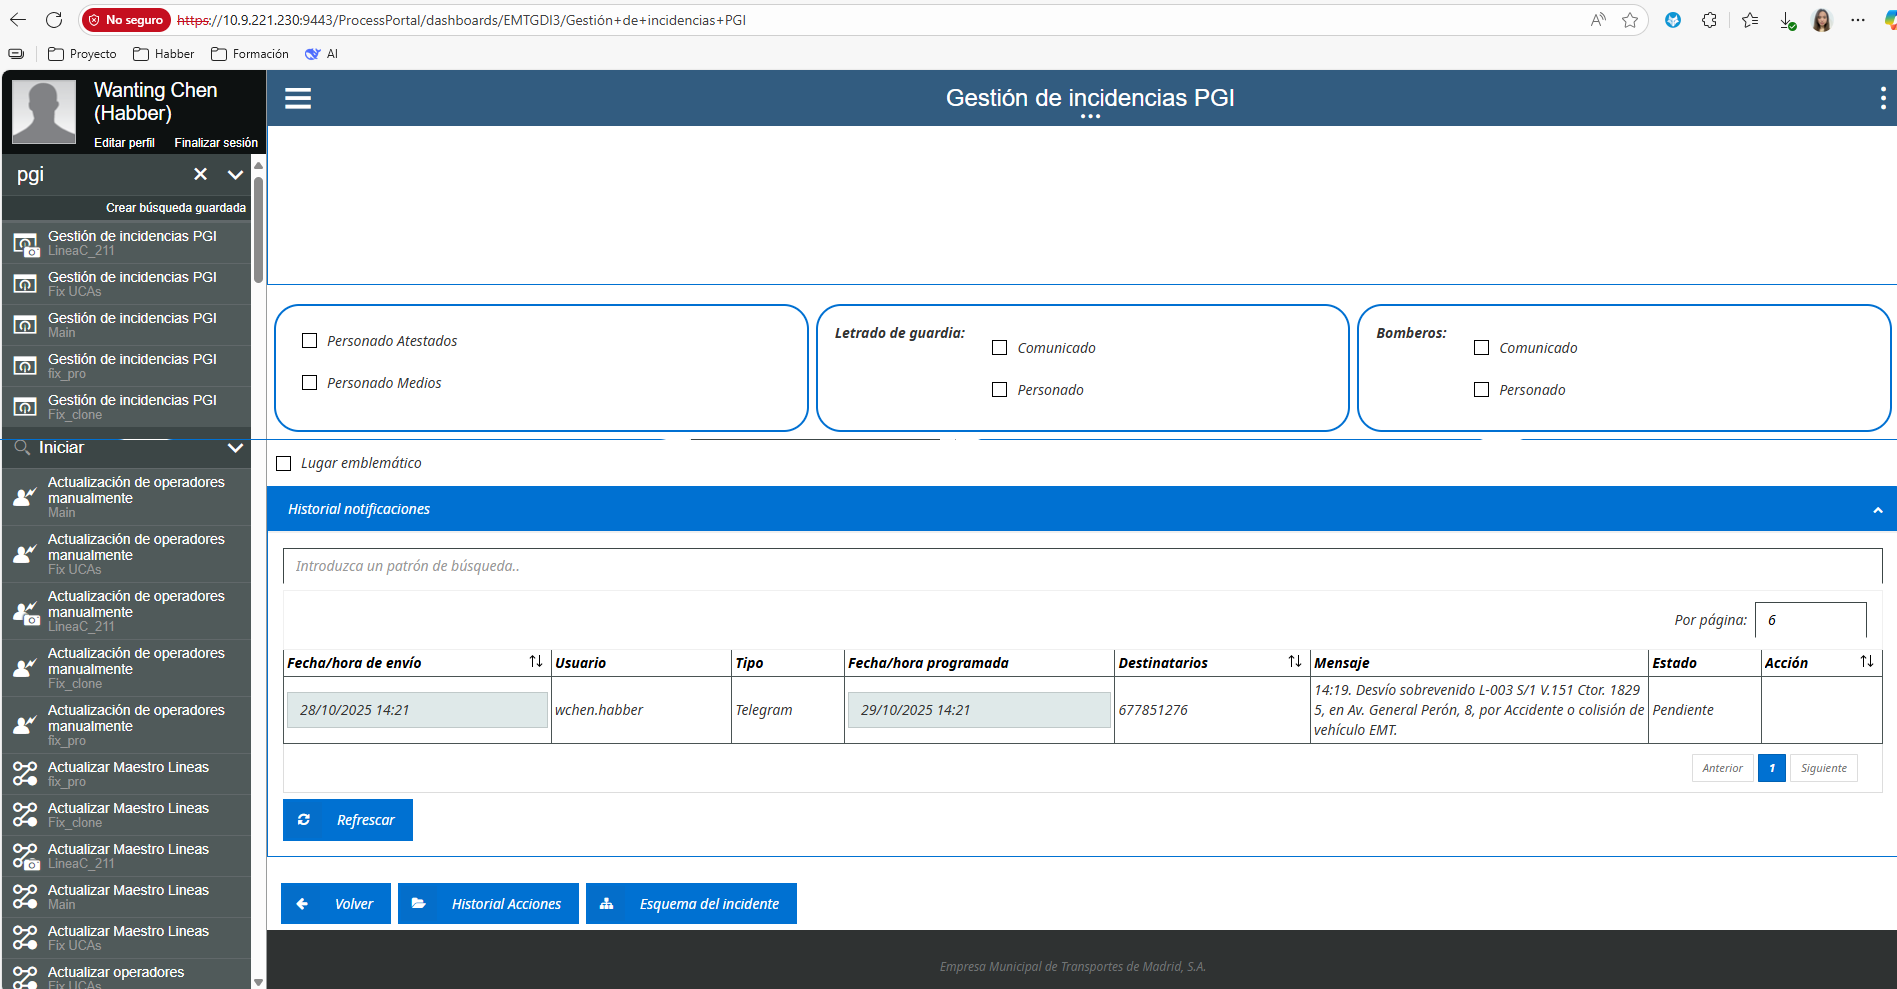 No seguro
https://10.9.221.230:9443/ProcessPortal/dashboards/EMTGDI3/Gestión+de+incidencias+PGI
Proyecto
Habber
Formación
AI
Wanting Chen
(Habber)
Editar perfil
Finalizar sesión
Gestión de incidencias PGI
pgi
Crear búsqueda guardada
Gestión de incidencias PGI
LineaC_211
Gestión de incidencias PGI
Fix UCAs
Gestión de incidencias PGI
Main
Gestión de incidencias PGI
fix_pro
Gestión de incidencias PGI
Fix_clone
Iniciar
Actualización de operadores
manualmente
Main
Actualización de operadores
manualmente
Fix UCAs
Actualización de operadores
manualmente
LineaC_211
Actualización de operadores
manualmente
Fix_clone
Actualización de operadores
manualmente
fix_pro
Actualizar Maestro Lineas
fix_pro
Actualizar Maestro Lineas
Fix_clone
Actualizar Maestro Lineas
LineaC_211
Actualizar Maestro Lineas
Main
Actualizar Maestro Lineas
Fix UCAs
Actualizar operadores
Fix UCAs
Personado Atestados
Personado Medios
Letrado de guardia:
Comunicado
Personado
Bomberos:
Comunicado
Personado
Lugar emblemático
Historial notificaciones
Introduzca un patrón de búsqueda..
Por página: 6
Fecha/hora de envío
Usuario
Tipo
Fecha/hora programada
Destinatarios
Mensaje
Estado
Acción
28/10/2025 14:21
wchen.habber
Telegram
29/10/2025 14:21
677851276
14:19. Desvío sobrevenido L-003 S/1 V.151 Ctor. 1829
5, en Av. General Perón, 8, por Accidente o colisión de
vehículo EMT.
Pendiente
Anterior
1
Siguiente
Refrescar
Volver
Historial Acciones
Esquema del incidente
Empresa Municipal de Transportes de Madrid, S.A.